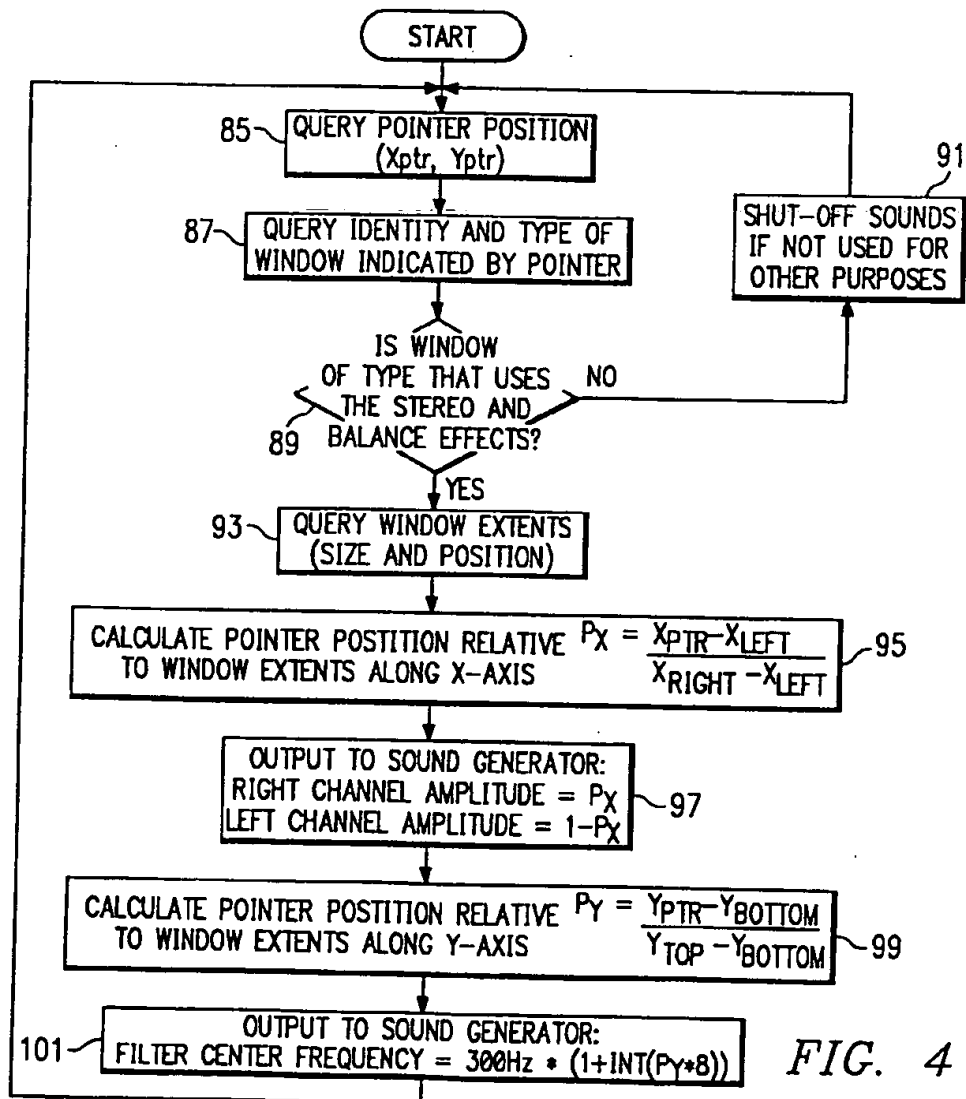 START
85
QUERY POINTER POSITION
(Xptr, Yptr)
91
SHUT-OFF SOUNDS
IF NOT USED FOR
OTHER PURPOSES
87
QUERY IDENTITY AND TYPE OF
WINDOW INDICATED BY POINTER
IS WINDOW
OF TYPE THAT USES
THE STEREO AND
BALANCE EFFECTS?
NO
89
YES
93
QUERY WINDOW EXTENTS
(SIZE AND POSITION)
CALCULATE POINTER POSTITION RELATIVE
TO WINDOW EXTENTS ALONG X-AXIS
PX = XPTR-XLEFT
XRIGHT -XLEFT
95
OUTPUT TO SOUND GENERATOR:
RIGHT CHANNEL AMPLITUDE = PX
LEFT CHANNEL AMPLITUDE = 1-PX
97
CALCULATE POINTER POSTITION RELATIVE
TO WINDOW EXTENTS ALONG Y-AXIS
PY = YPTR-YBOTTOM
YTOP -YBOTTOM
99
101
OUTPUT TO SOUND GENERATOR:
FILTER CENTER FREQUENCY = 300Hz * (1+INT(PY*8))
FIG. 4